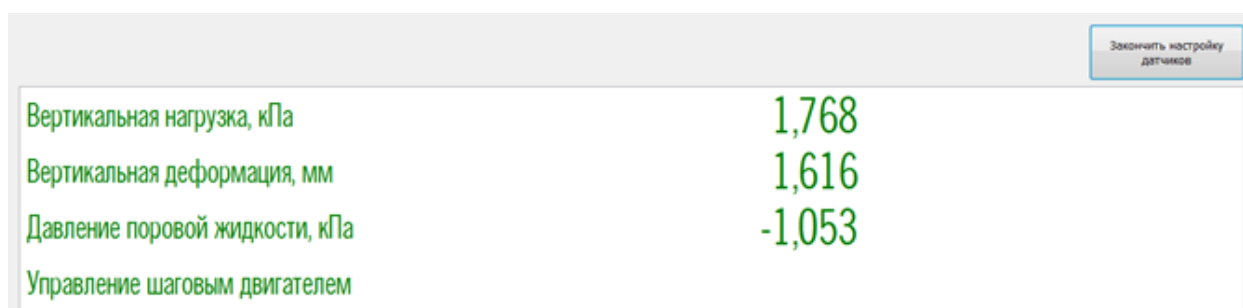 Закончить настройку
датчиков
Вертикальная нагрузка, кПа 1,768
Вертикальная деформация, мм 1,616
Давление поровой жидкости, кПа -1,053
Управление шаговым двигателем